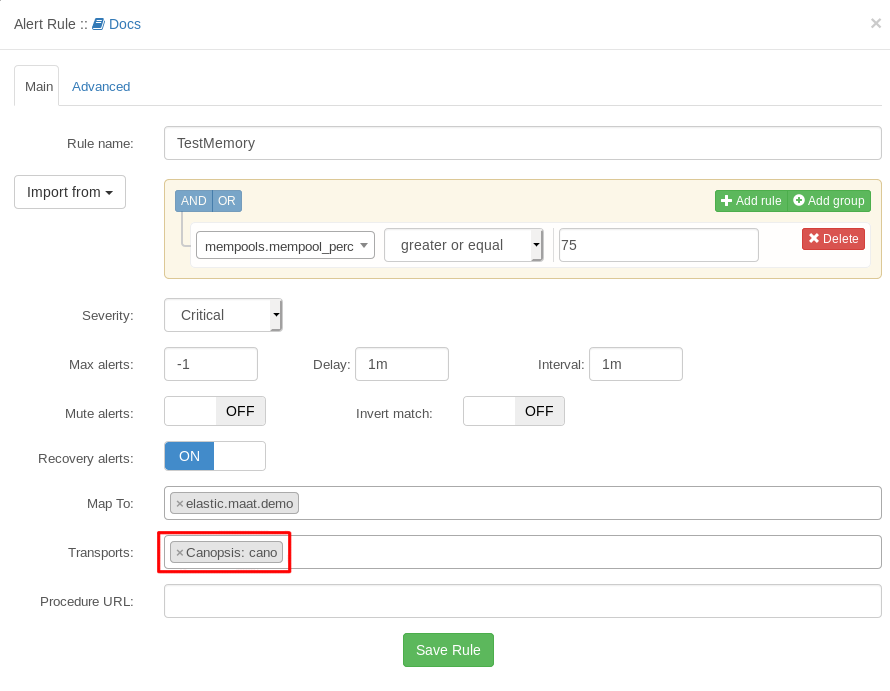 Alert Rule :: Docs ×
Main Advanced
Rule name: TestMemory
Import from
AND OR Add rule Add group
mempools.mempool_perc greater or equal 75 Delete
Severity: Critical
Max alerts: -1 Delay: 1m Interval: 1m
Mute alerts: OFF Invert match: OFF
Recovery alerts: ON
Map To: ×elastic.maat.demo
Transports: ×Canopsis: cano
Procedure URL:
Save Rule